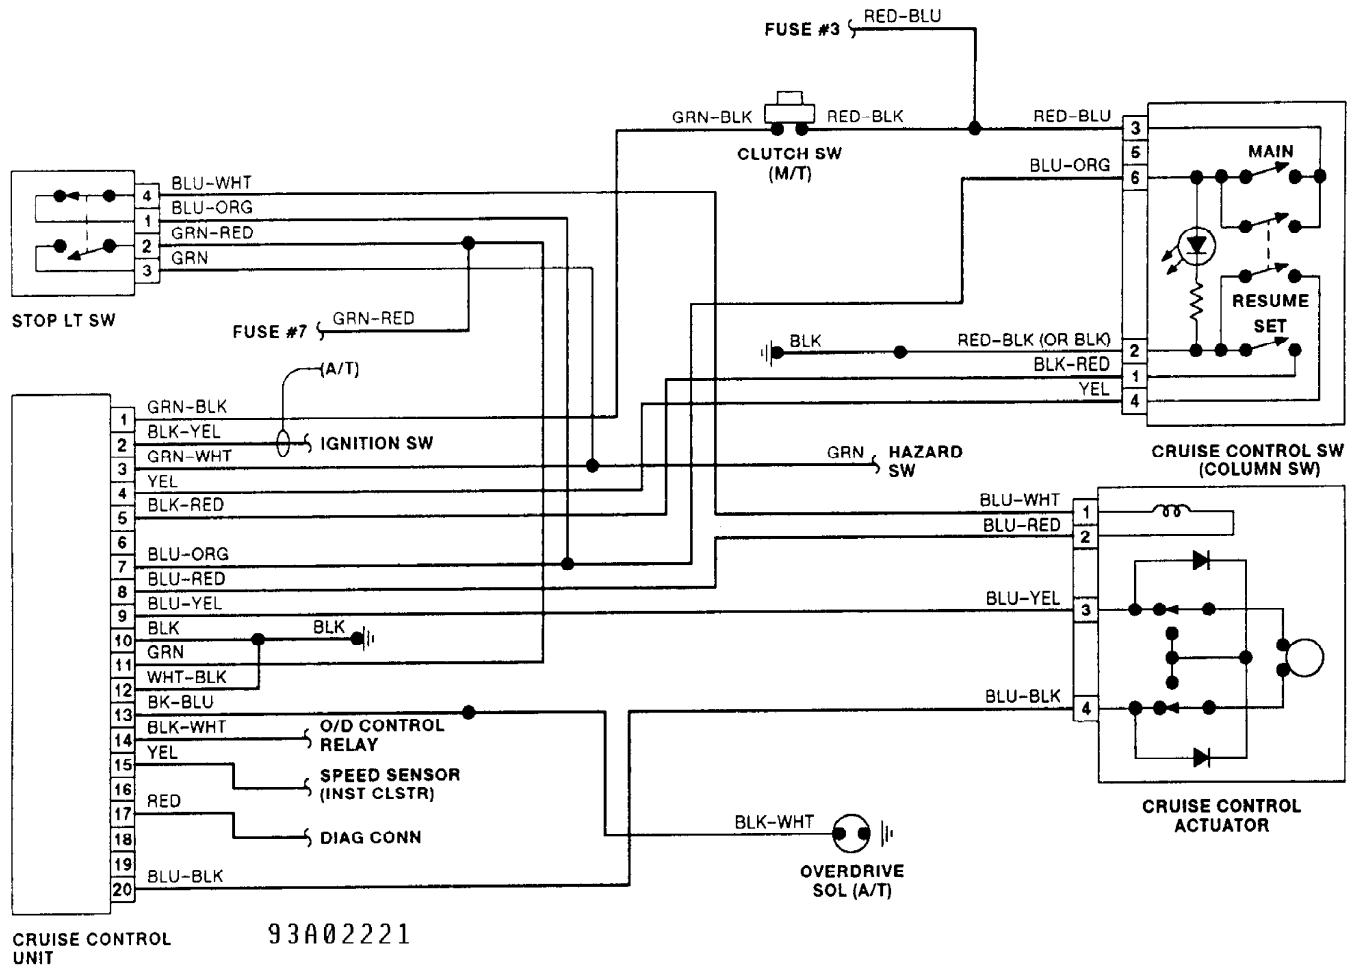 FUSE #3
RED-BLU
GRN-BLK
RED-BLK
RED-BLU
CLUTCH SW
(M/T)
BLU-ORG
3
5
6
2
1
4
MAIN
RESUME
SET
RED-BLK (OR BLK)
BLK-RED
YEL
BLK
CRUISE CONTROL SW
(COLUMN SW)
BLU-WHT
BLU-ORG
GRN-RED
GRN
4
1
2
3
STOP LT SW
FUSE #7
GRN-RED
(A/T)
IGNITION SW
GRN
HAZARD
SW
1
GRN-BLK
2
BLK-YEL
3
GRN-WHT
4
YEL
5
BLK-RED
6
7
BLU-ORG
8
BLU-RED
9
BLU-YEL
10
BLK
BLK
11
GRN
12
WHT-BLK
13
BK-BLU
14
BLK-WHT
O/D CONTROL
RELAY
15
YEL
SPEED SENSOR
(INST CLSTR)
16
17
RED
DIAG CONN
18
19
20
BLU-BLK
CRUISE CONTROL
UNIT
BLU-WHT
1
BLU-RED
2
BLU-YEL
3
BLU-BLK
4
CRUISE CONTROL
ACTUATOR
BLK-WHT
OVERDRIVE
SOL (A/T)
93A02221